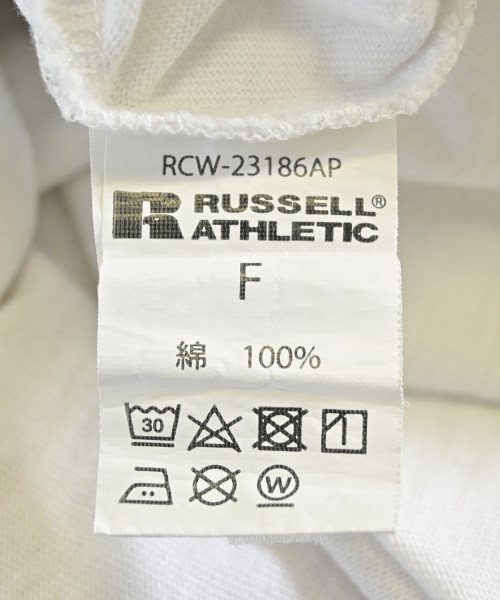 RCW-23186AP
RUSSELL®
ATHLETIC
F
綿 100%
30
W